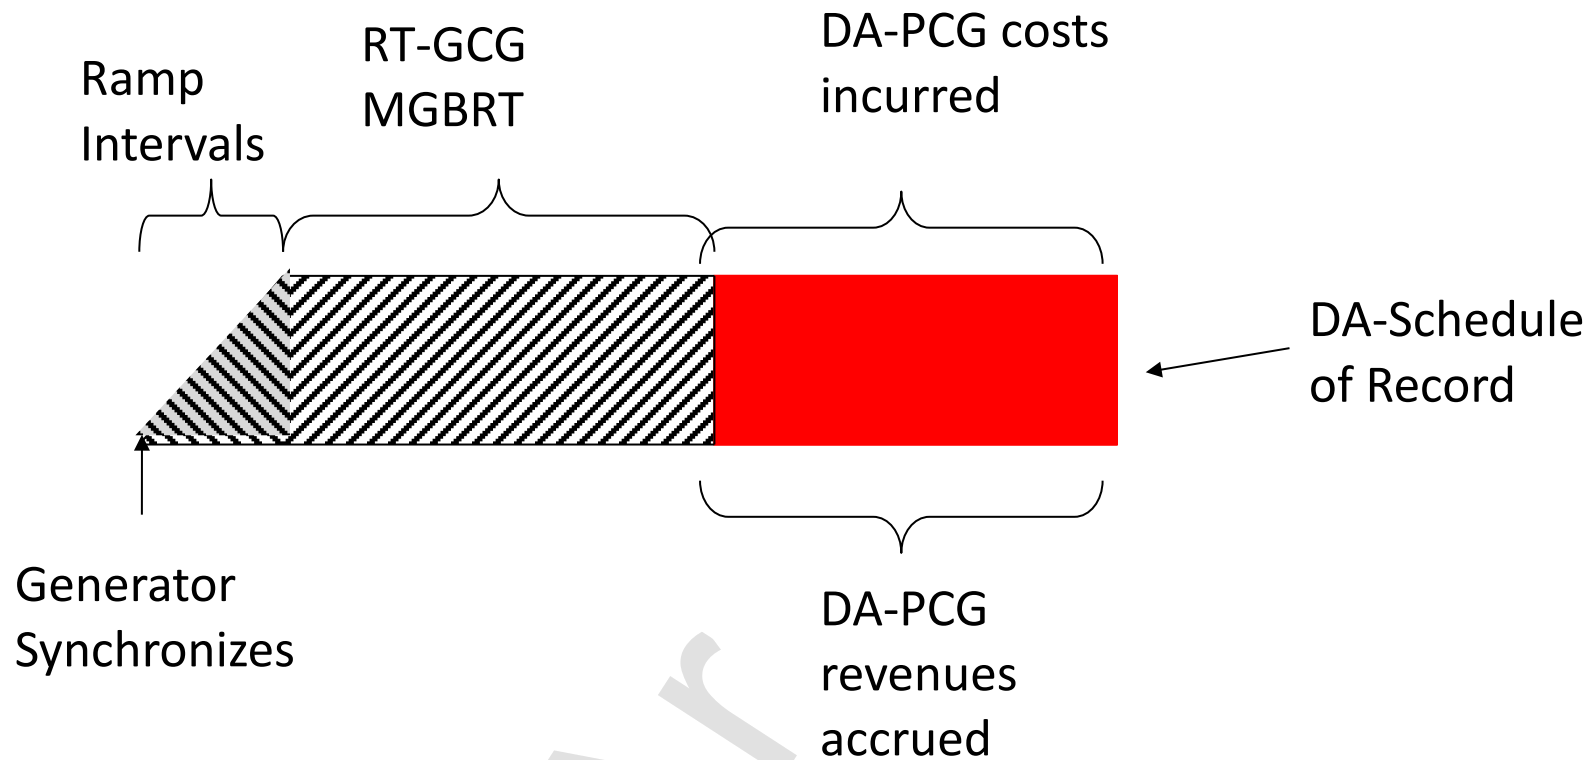 Ramp
Intervals
RT-GCG
MGBRT
DA-PCG costs
incurred
DA-Schedule
of Record
Generator
Synchronizes
DA-PCG
revenues
accrued